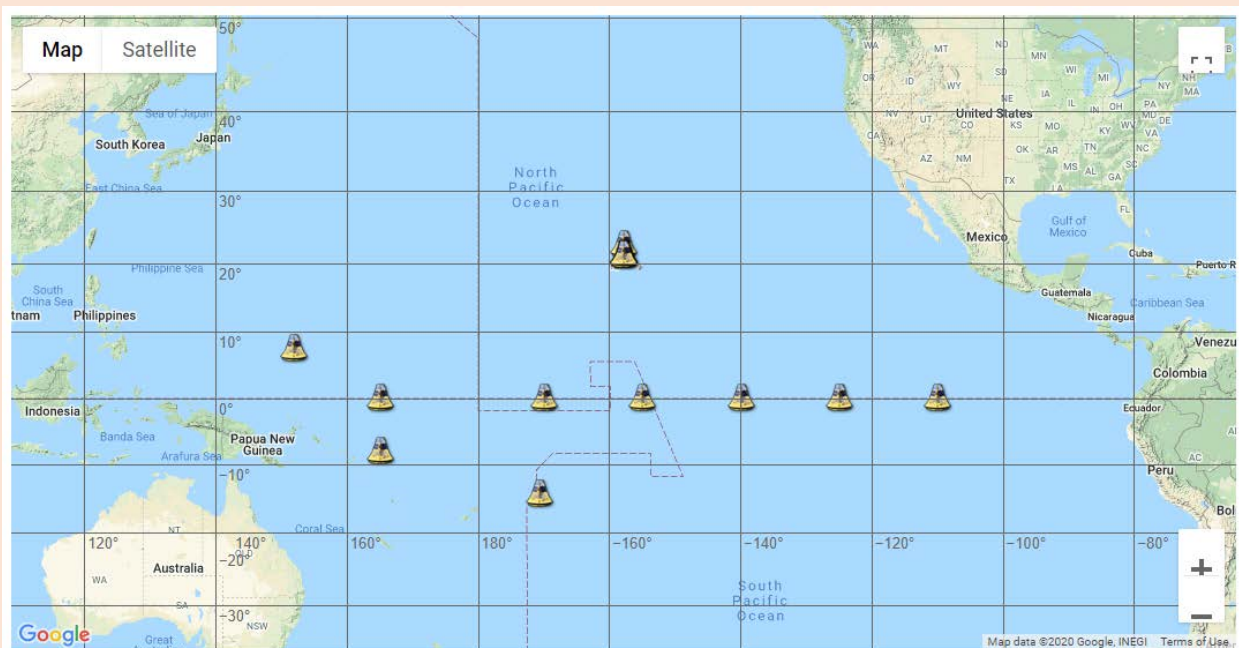 Map
Satellite
50°
40°
30°
20°
10°
0°
−10°
−20°
−30°
120°
140°
160°
180°
−160°
−140°
−120°
−100°
−80°
WA
MT
ND
MN
OR
ID
WY
SD
WI
MI
NH
NY
MA
NE
IA
IL
IN
OH
PA
MD
DE
NV
UT
United States
CO
KS
MO
KY
WV
VA
CA
OK
AR
TN
NC
AZ
NM
MS
AL
SC
GA
TX
LA
FL
Sea of Japan
Japan
South Korea
East China Sea
North
Pacific
Ocean
Gulf of
Mexico
Mexico
Cuba
Puerto R
Philippine Sea
South
China Sea
tnam
Philippines
Guatemala
Caribbean Sea
Nicaragua
Venezu
Colombia
Indonesia
Ecuador
Banda Sea
Papua New
Guinea
Arafura Sea
AC
Peru
Bol
Coral Sea
NT
QLD
Australia
WA
SA
NSW
South
Pacific
Ocean
Great
Google
Map data ©2020 Google, INEGI
Terms of Use